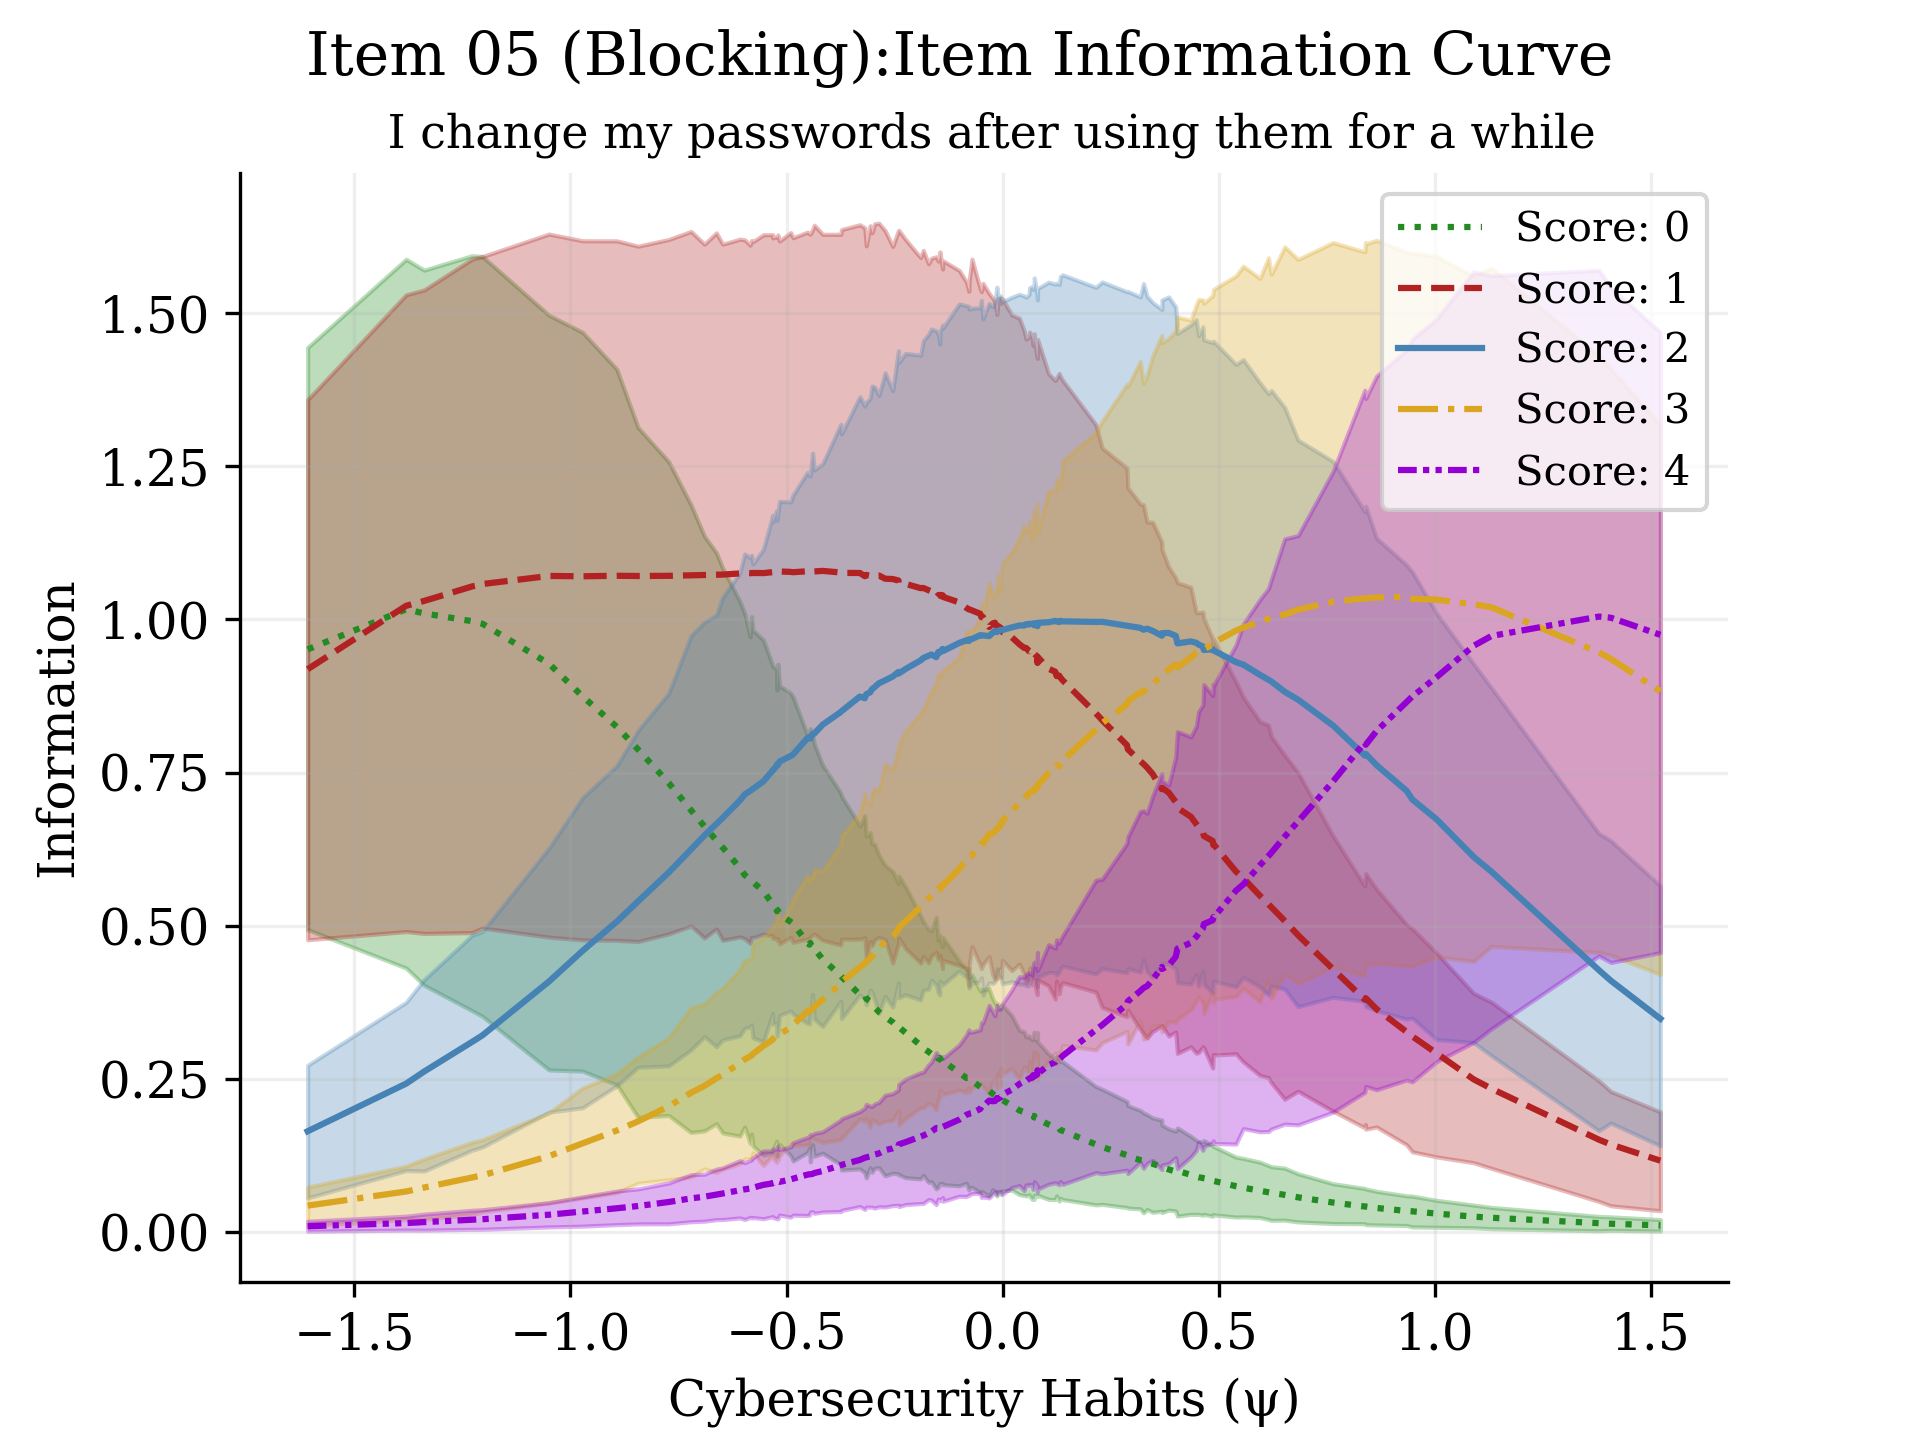 Item 05 (Blocking):Item Information Curve
I change my passwords after using them for a while
Score: 0
Score: 1
Score: 2
Score: 3
Score: 4
1.50
1.25
1.00
0.75
0.50
0.25
0.00
Information
−1.5 −1.0 −0.5 0.0 0.5 1.0 1.5
Cybersecurity Habits (ψ)